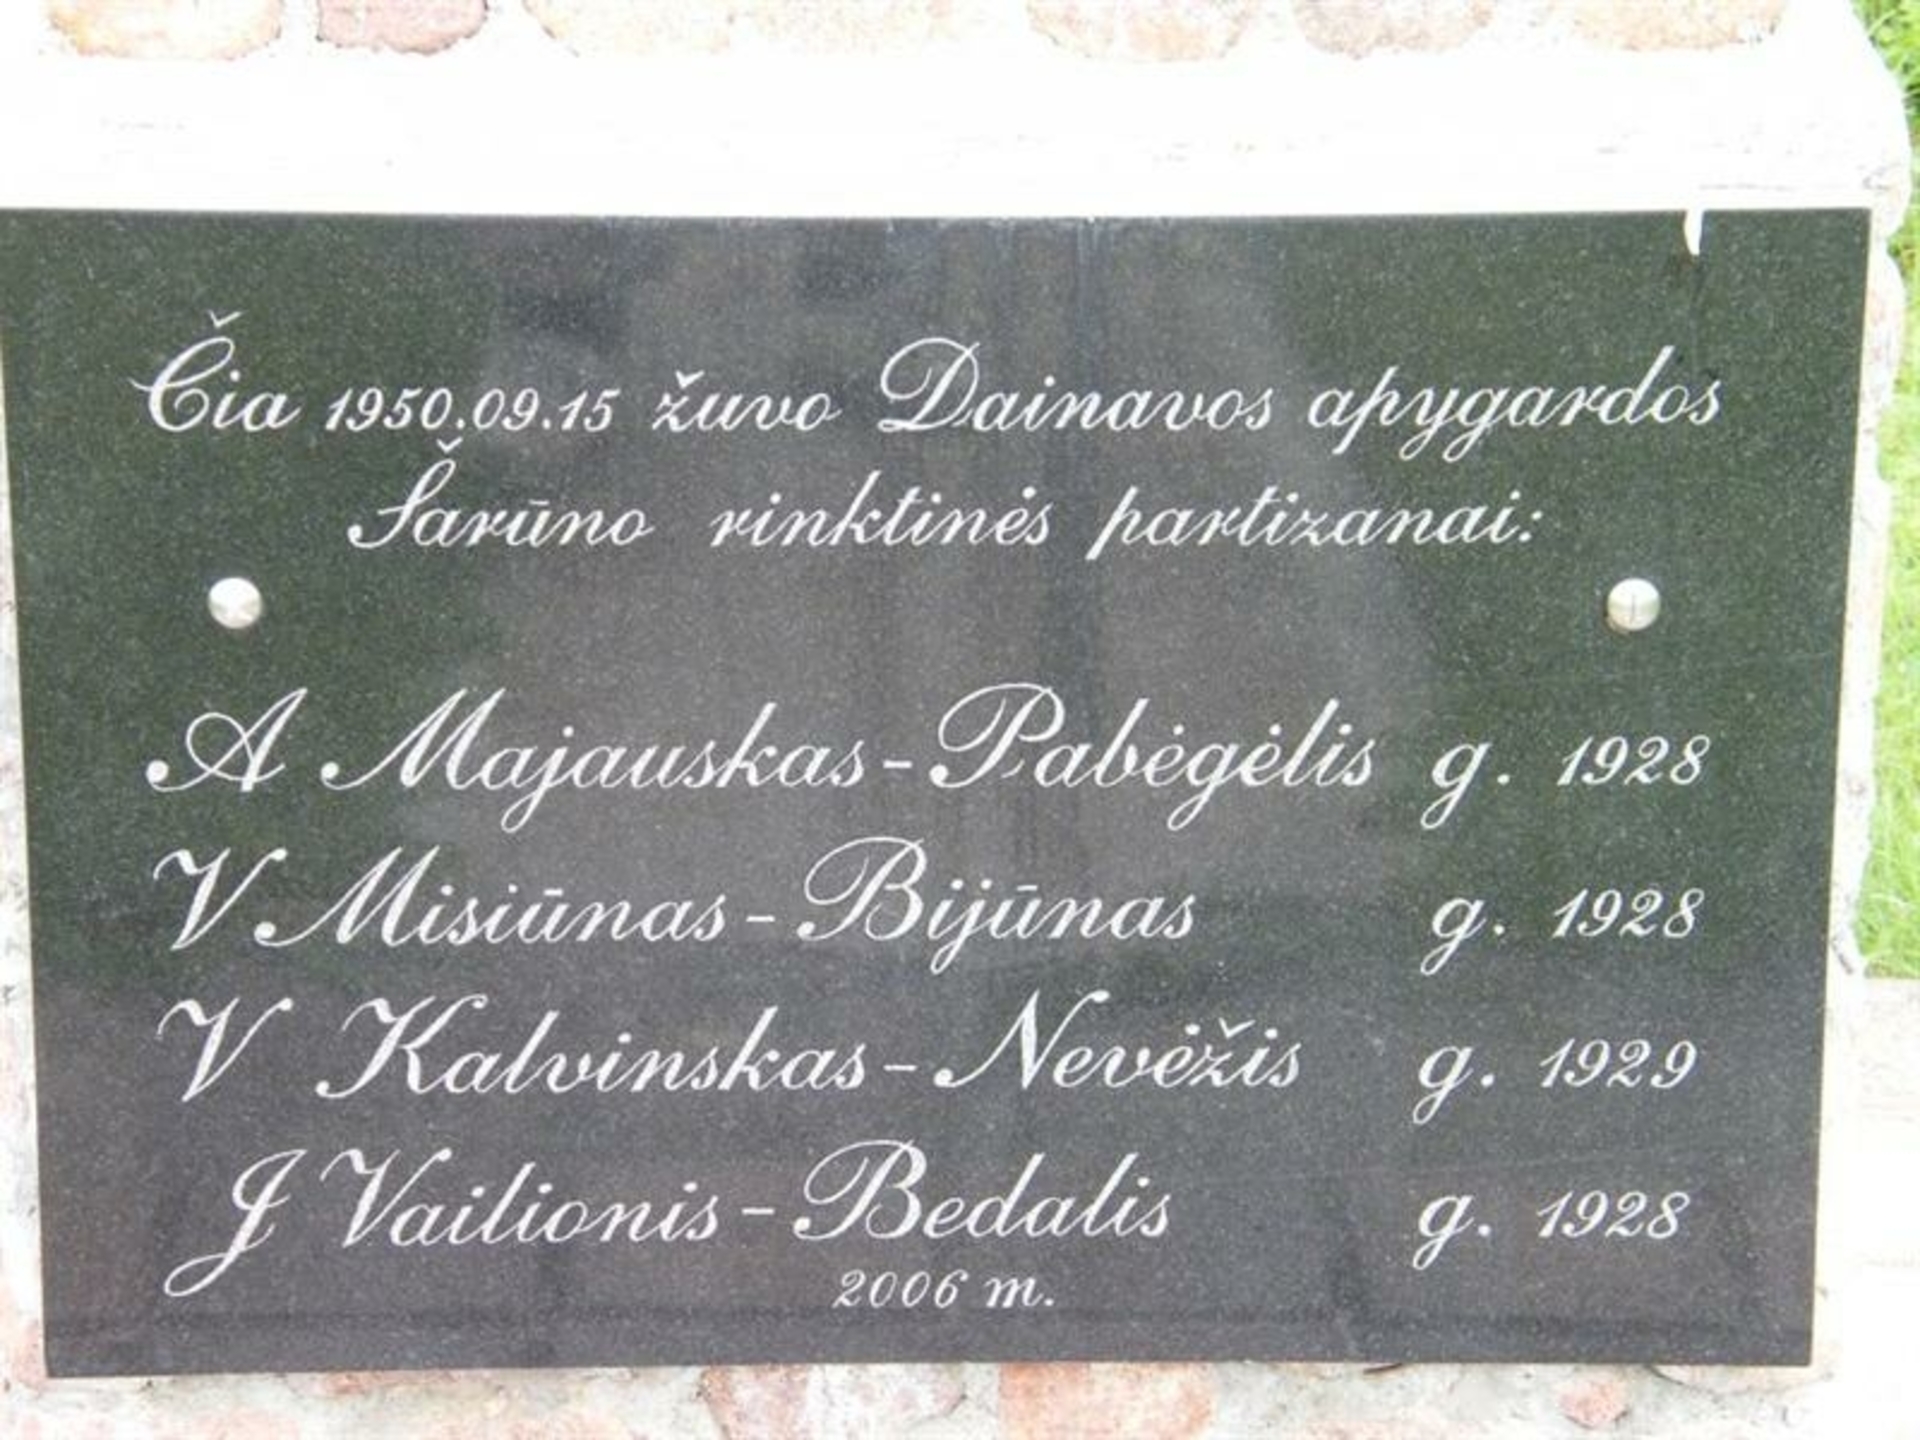 Čia 1950.09.15 žuvo Dainavos apygardos
Šarūno rinktinės partizanai:
A Majauskas-Pabėgėlis g. 1928
V Misiūnas-Bijūnas g. 1928
V Kalvinskas-Nevėžis g. 1929
J Vailionis-Bedalis g. 1928
2006 m.